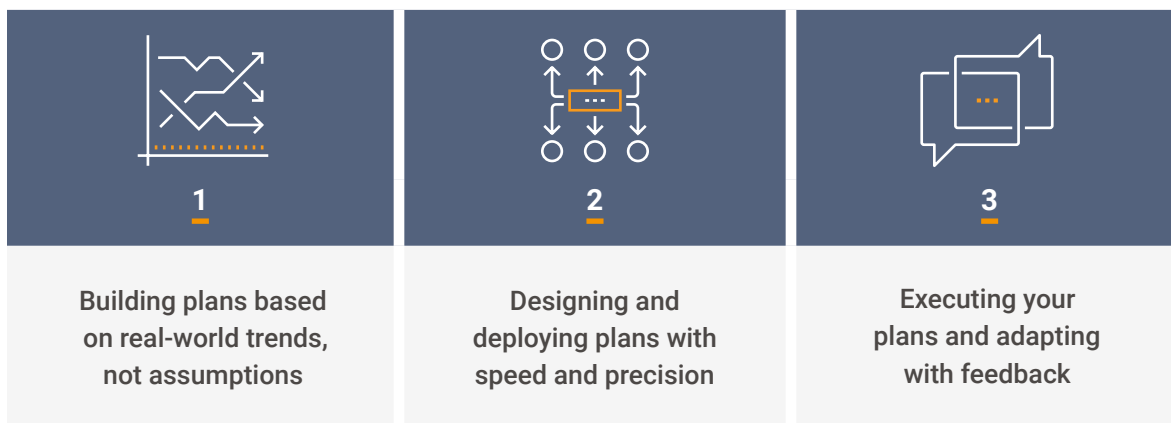 1
Building plans based
on real-world trends,
not assumptions
2
Designing and
deploying plans with
speed and precision
3
Executing your
plans and adapting
with feedback